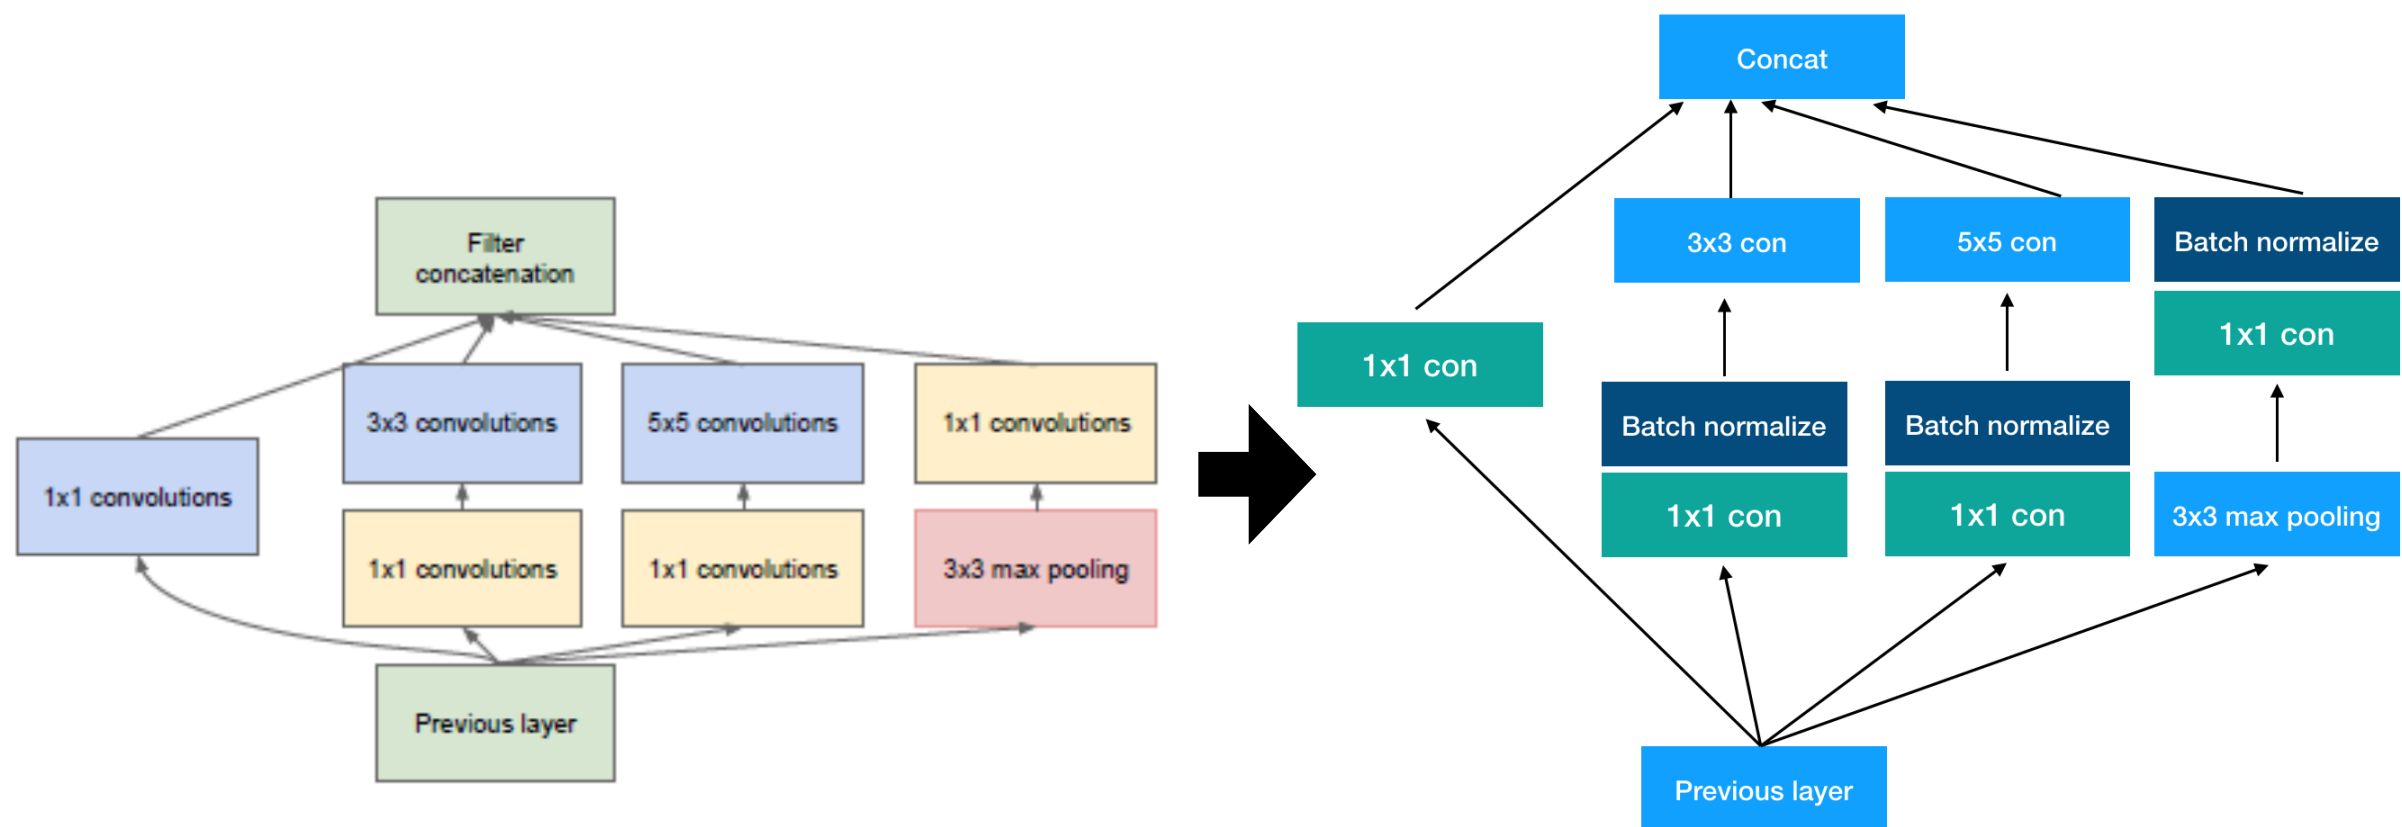 Filter
concatenation
3x3 convolutions
5x5 convolutions
1x1 convolutions
1x1 convolutions
1x1 convolutions
1x1 convolutions
3x3 max pooling
Previous layer
Concat
3x3 con
5x5 con
Batch normalize
1x1 con
1x1 con
Batch normalize
Batch normalize
1x1 con
1x1 con
3x3 max pooling
Previous layer